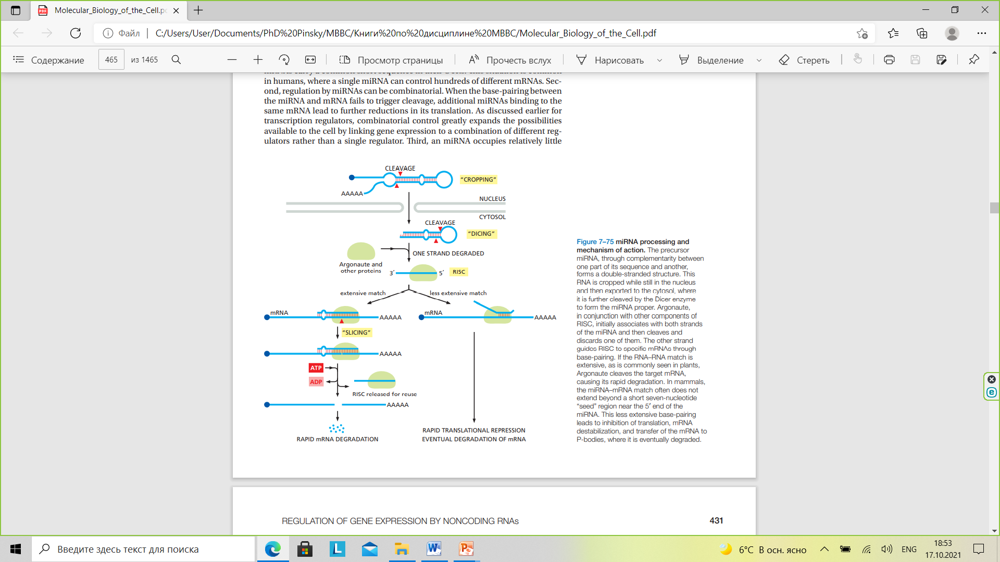 Molecular_Biology_of_the_Cell.pd
Файл
C:/Users/User/Documents/PhD%20Pinsky/MBBC/Книги%20по%20дисциплине%20MBBC/Molecular_Biology_of_the_Cell.pdf
Содержание
465
из 1465
Просмотр страницы
Прочесть вслух
Нарисовать
Выделение
Стереть
in humans, where a single miRNA can control hundreds of different mRNAs. Sec-
ond, regulation by miRNAs can be combinatorial. When the base-pairing between
the miRNA and mRNA fails to trigger cleavage, additional miRNAs binding to the
same mRNA lead to further reductions in its translation. As discussed earlier for
transcription regulators, combinatorial control greatly expands the possibilities
available to the cell by linking gene expression to a combination of different reg-
ulators rather than a single regulator. Third, an miRNA occupies relatively little
CLEAVAGE
"CROPPING"
AAAAA
NUCLEUS
CYTOSOL
CLEAVAGE
"DICING"
ONE STRAND DEGRADED
Argonaute and
other proteins
3′
5′
RISC
extensive match
less extensive match
mRNA
AAAAA
mRNA
AAAAA
"SLICING"
AAAAA
ATP
ADP
RISC released for reuse
AAAAA
RAPID mRNA DEGRADATION
RAPID TRANSLATIONAL REPRESSION
EVENTUAL DEGRADATION OF mRNA
Figure 7–75 miRNA processing and
mechanism of action. The precursor
miRNA, through complementarity between
one part of its sequence and another,
forms a double-stranded structure. This
RNA is cropped while still in the nucleus
and then exported to the cytosol, where
it is further cleaved by the Dicer enzyme
to form the miRNA proper. Argonaute,
in conjunction with other components of
RISC, initially associates with both strands
of the miRNA and then cleaves and
discards one of them. The other strand
guides RISC to specific mRNAs through
base-pairing. If the RNA–RNA match is
extensive, as is commonly seen in plants,
Argonaute cleaves the target mRNA,
causing its rapid degradation. In mammals,
the miRNA–mRNA match often does not
extend beyond a short seven-nucleotide
“seed” region near the 5′ end of the
miRNA. This less extensive base-pairing
leads to inhibition of translation, mRNA
destabilization, and transfer of the mRNA to
P-bodies, where it is eventually degraded.
REGULATION OF GENE EXPRESSION BY NONCODING RNAs
431
Введите здесь текст для поиска
6°C В осн. ясно
ENG
18:53
17.10.2021